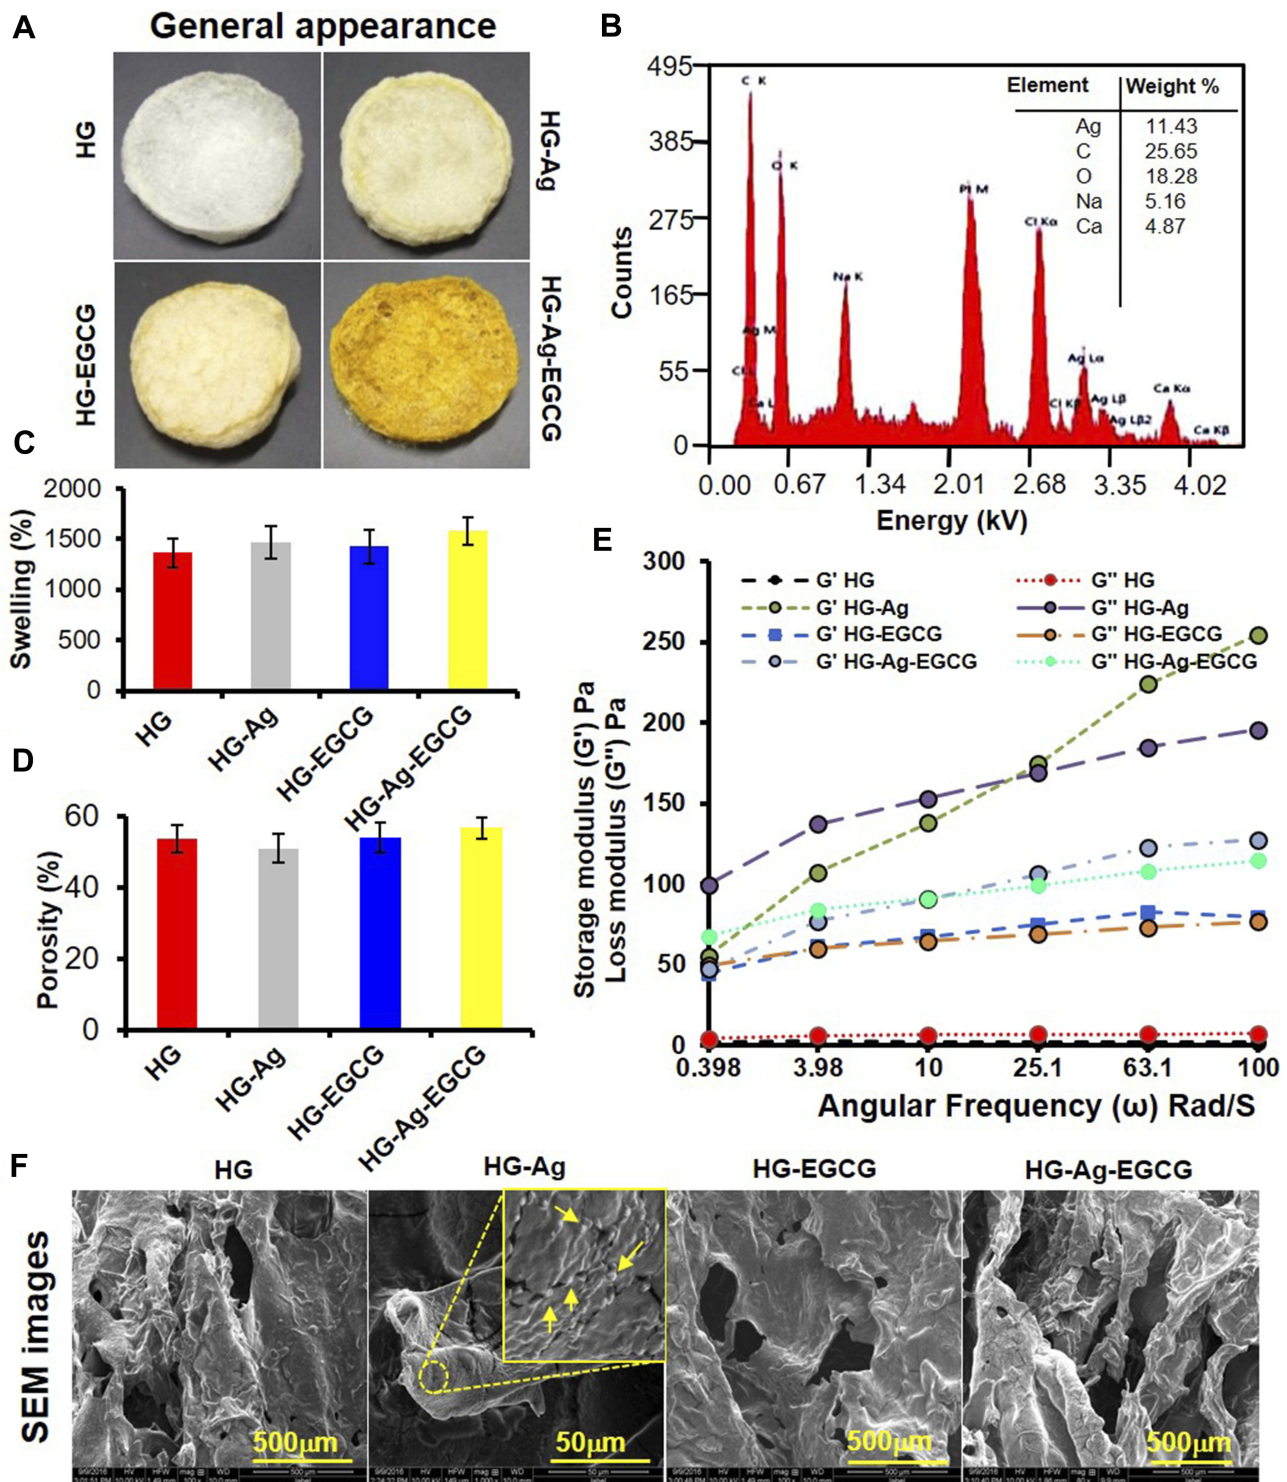 A
General appearance
HG
HG-Ag
HG-EGCG
HG-Ag-EGCG
B
495
385
275
165
55
0
Counts
C K
O K
Na K
Pt M
Cl Kα
Ag M
Cl L
Ca L
Cl Kβ
Ag Lα
Ag Lβ
Ag Lβ2
Ca Kα
Ca Kβ
Element Weight %
Ag 11.43
C 25.65
O 18.28
Na 5.16
Ca 4.87
0.00 0.67 1.34 2.01 2.68 3.35 4.02
Energy (kV)
C
Swelling (%)
2000
1500
1000
500
0
HG
HG-Ag
HG-EGCG
HG-Ag-EGCG
D
Porosity (%)
60
40
20
0
HG
HG-Ag
HG-EGCG
HG-Ag-EGCG
E
Storage modulus (G') Pa
Loss modulus (G'') Pa
300
250
200
150
100
50
0
G' HG G'' HG
G' HG-Ag G'' HG-Ag
G' HG-EGCG G'' HG-EGCG
G' HG-Ag-EGCG G'' HG-Ag-EGCG
0.398 3.98 10 25.1 63.1 100
Angular Frequency (ω) Rad/S
F
SEM images
HG
HG-Ag
HG-EGCG
HG-Ag-EGCG
500µm
50µm
500µm
500µm